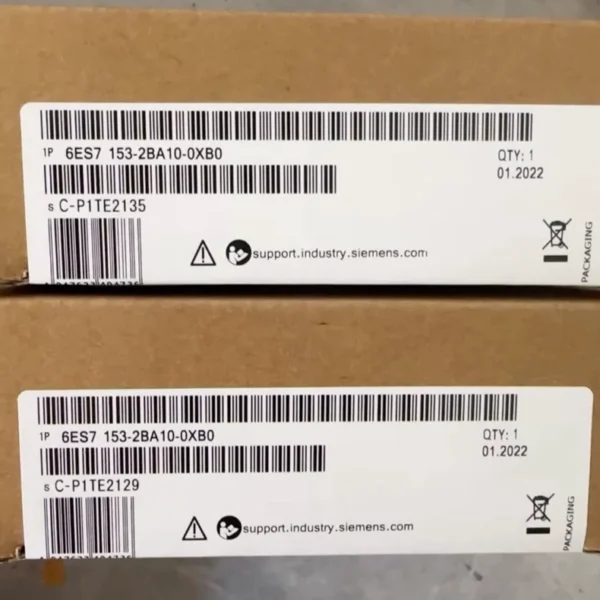 1P 6ES7 153-2BA10-0XB0
QTY: 1
01.2022
S C-P1TE2135
support.industry.siemens.com
PACKAGING
1P 6ES7 153-2BA10-0XB0
QTY: 1
01.2022
S C-P1TE2129
support.industry.siemens.com
PACKAGING